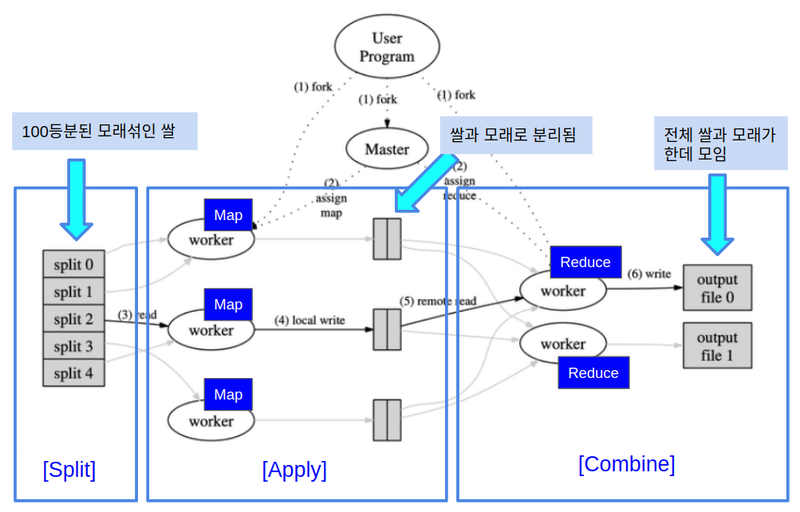 User
Program
(1) fork
(1) fork
(1) fork
100등분된 모래섞인 쌀
쌀과 모래로 분리됨
전체 쌀과 모래가
한데 모임
Master
(2)
assign
map
(2)
assign
reduce
Map
worker
split 0
split 1
split 2
split 3
split 4
(3) read
Map
worker
(4) local write
(5) remote read
Map
worker
Reduce
worker
(6) write
output
file 0
worker
Reduce
output
file 1
[Split]
[Apply]
[Combine]